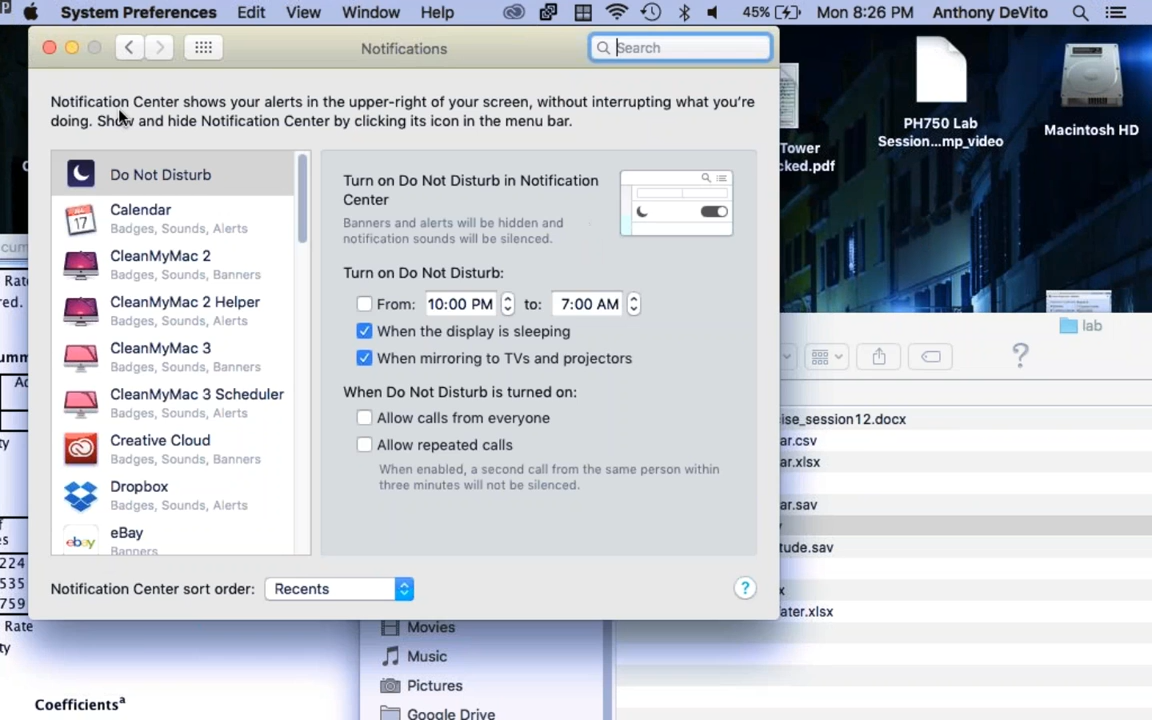 System Preferences Edit View Window Help 45% Mon 8:26 PM Anthony DeVito
Notifications
Search
Notification Center shows your alerts in the upper-right of your screen, without interrupting what you're
doing. Show and hide Notification Center by clicking its icon in the menu bar.
Do Not Disturb
Calendar
Badges, Sounds, Alerts
CleanMyMac 2
Badges, Sounds, Banners
CleanMyMac 2 Helper
Badges, Sounds, Alerts
CleanMyMac 3
Badges, Sounds, Banners
CleanMyMac 3 Scheduler
Badges, Sounds, Alerts
Creative Cloud
Badges, Sounds, Banners
Dropbox
Badges, Sounds, Alerts
eBay
Banners
Turn on Do Not Disturb in Notification
Center
Banners and alerts will be hidden and
notification sounds will be silenced.
Turn on Do Not Disturb:
From: 10:00 PM to: 7:00 AM
When the display is sleeping
When mirroring to TVs and projectors
When Do Not Disturb is turned on:
Allow calls from everyone
Allow repeated calls
When enabled, a second call from the same person within
three minutes will not be silenced.
Notification Center sort order: Recents
?
PH750 Lab
Session...mp_video
Macintosh HD
Tower
cked.pdf
lab
?
ise_session12.docx
ar.csv
ar.xlsx
ar.sav
tude.sav
ater.xlsx
Movies
Music
Pictures
Google Drive
224
535
759
Rate
Coefficientsa